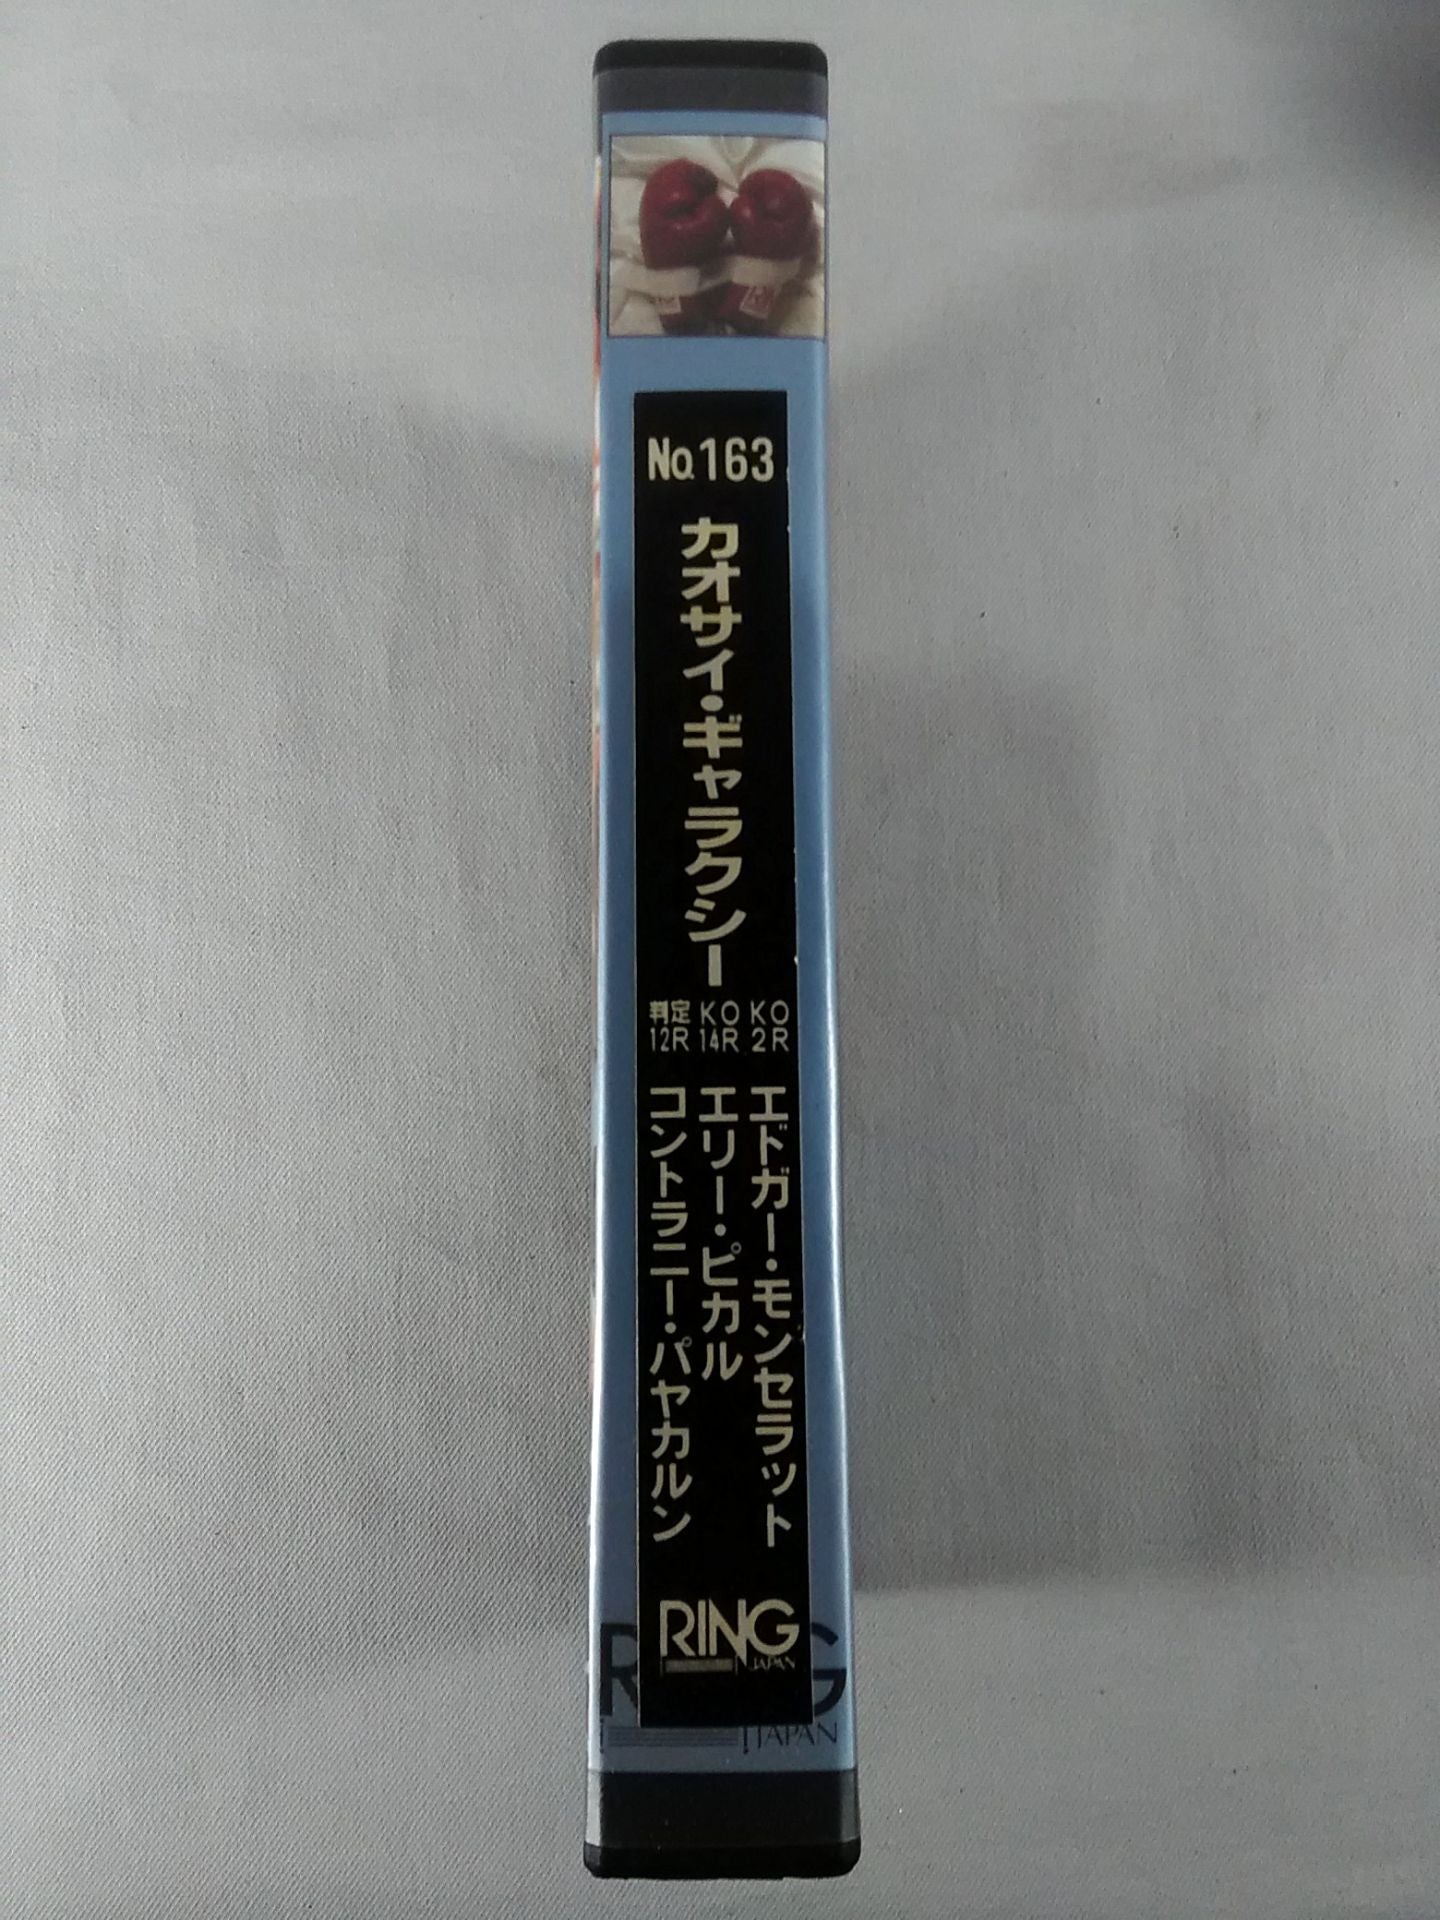 No.163
カオサイ・ギャラクシー
KO
2R
エドガー・モンセラット
KO
14R
エリー・ピカル
判定
12R
コントラニー・パヤカルン
RING
JAPAN
R G
JAPAN